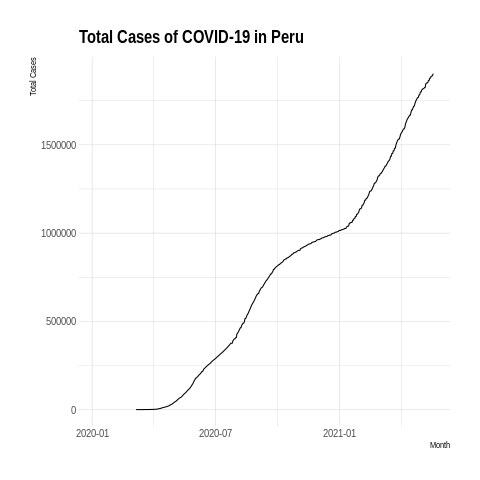 Total Cases of COVID-19 in Peru
Total Cases
1500000
1000000
500000
0
2020-01
2020-07
2021-01
Month